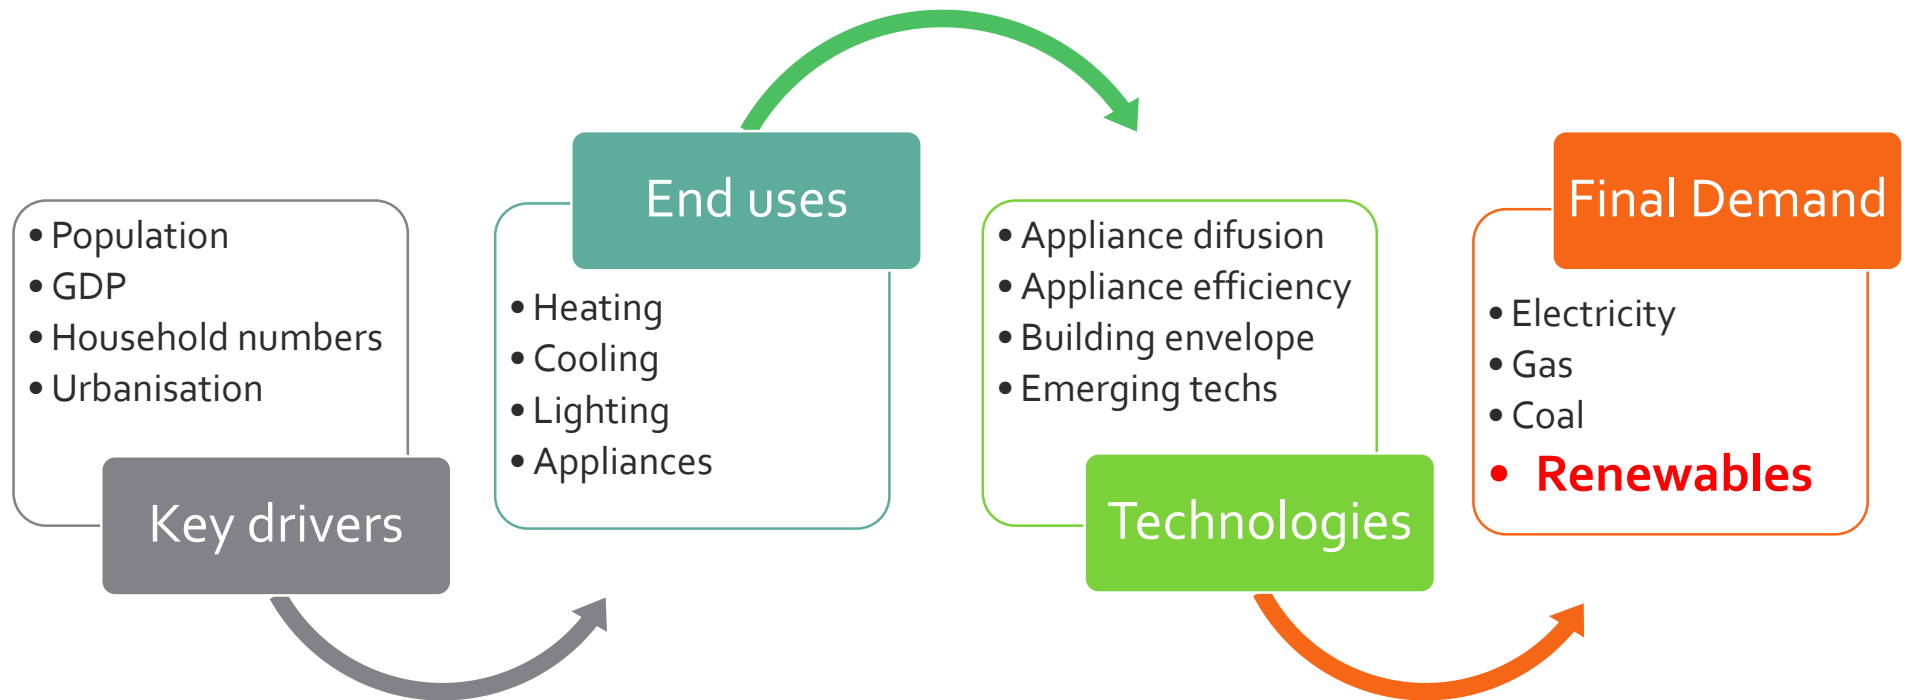 • Population
• GDP
• Household numbers
• Urbanisation
Key drivers
End uses
• Heating
• Cooling
• Lighting
• Appliances
• Appliance difusion
• Appliance efficiency
• Building envelope
• Emerging techs
Technologies
Final Demand
• Electricity
• Gas
• Coal
• Renewables